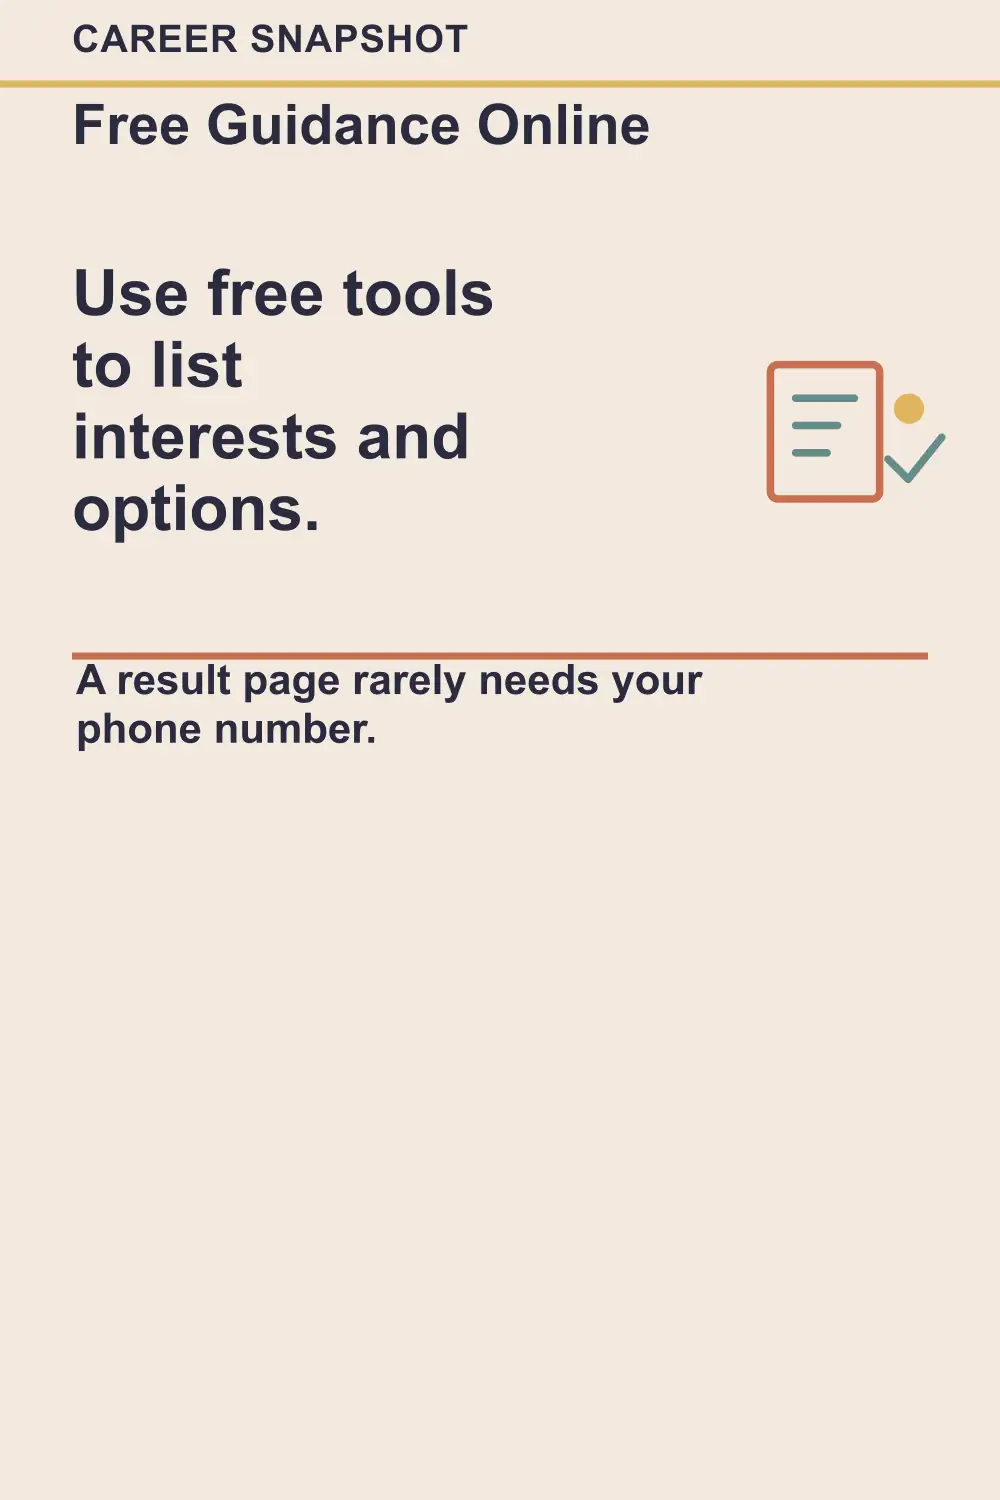 CAREER SNAPSHOT
Free Guidance Online
Use free tools
to list
interests and
options.
A result page rarely needs your
phone number.